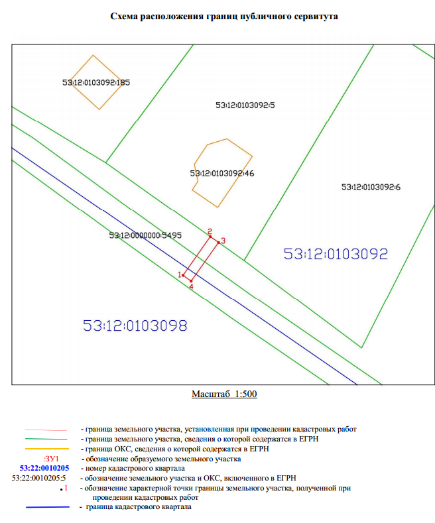 Схема расположения границ публичного сервитута
53:12:0103092:185
53:12:0103092:5
53:12:0103092:46
53:12:0103092:6
53:12:0000000:5495
2
3
1
4
53:12:0103092
53:12:0103098
Масштаб 1:500
- граница земельного участка, установленная при проведении кадастровых работ
- граница земельного участка, сведения о которой содержатся в ЕГРН
- граница ОКС, сведения о которой содержатся в ЕГРН
:ЗУ1 - обозначение образуемого земельного участка
53:22:0010205 - номер кадастрового квартала
53:22:0010205:5 - обозначение земельного участка и ОКС, включенного в ЕГРН
1 - обозначение характерной точки границы земельного участка, полученной при
проведении кадастровых работ
- граница кадастрового квартала